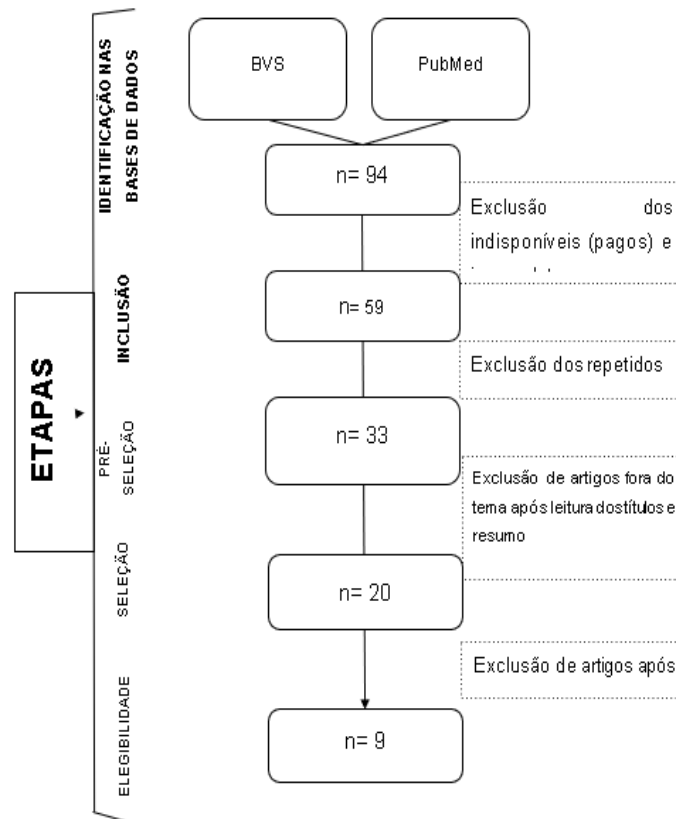 BVS
PubMed
IDENTIFICAÇÃO NAS
BASES DE DADOS
n= 94
Exclusão dos
indisponíveis (pagos) e
INCLUSÃO
n= 59
Exclusão dos repetidos
ETAPAS
PRÉ-
SELEÇÃO
n= 33
Exclusão de artigos fora do
tema após leitura dostítulos e
resumo
SELEÇÃO
n= 20
Exclusão de artigos após
ELEGIBILIDADE
n= 9